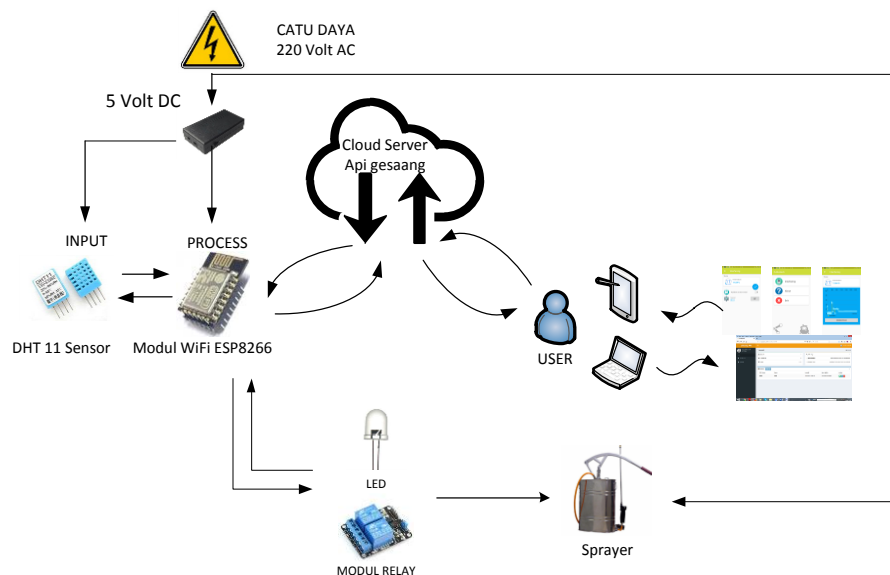 CATU DAYA
220 Volt AC
5 Volt DC
Cloud Server
Api gesaang
INPUT
PROCESS
DHT 11 Sensor
Modul WiFi ESP8266
USER
LED
MODUL RELAY
Sprayer